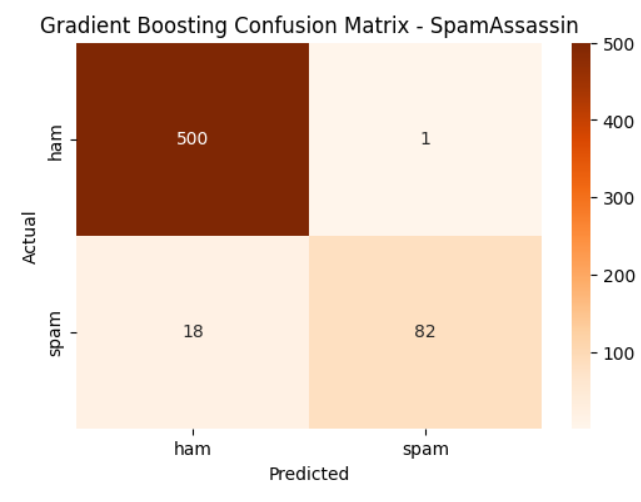 Gradient Boosting Confusion Matrix - SpamAssassin
500
ham
500
1
400
300
Actual
200
spam
18
82
100
ham
spam
Predicted